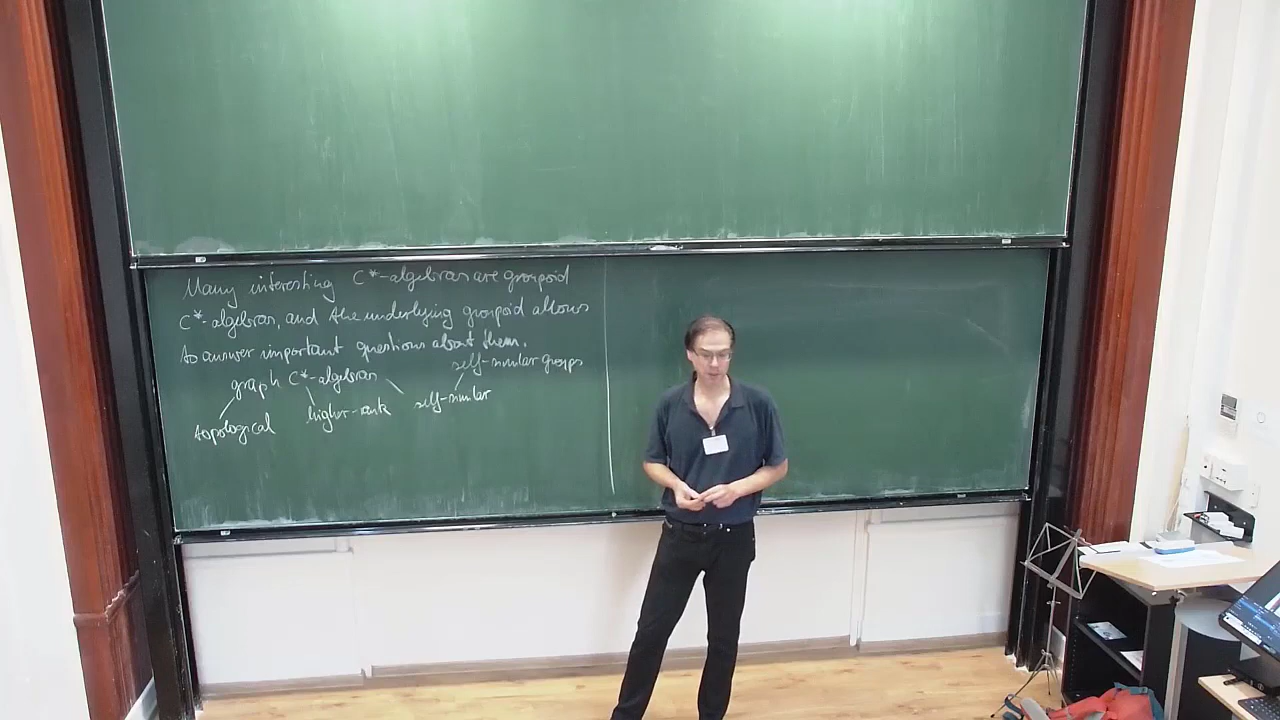 Many interesting C*-algebras are groupoid
C*-algebras, and the underlying groupoid allows
to answer important questions about them.
self-similar groups
graph C*-algebras
topological higher-rank self-similar